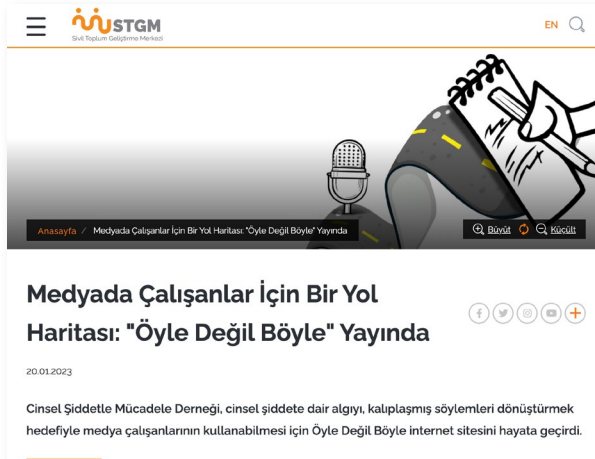 STGM
Sivil Toplum Geliştirme Merkezi
EN
Anasayfa / Medyada Çalışanlar İçin Bir Yol Haritası: "Öyle Değil Böyle" Yayında
Büyüt
Küçült
Medyada Çalışanlar İçin Bir Yol
Haritası: "Öyle Değil Böyle" Yayında
20.01.2023
Cinsel Şiddetle Mücadele Derneği, cinsel şiddete dair algıyı, kalıplaşmış söylemleri dönüştürmek
hedefiyle medya çalışanlarının kullanabilmesi için Öyle Değil Böyle internet sitesini hayata geçirdi.